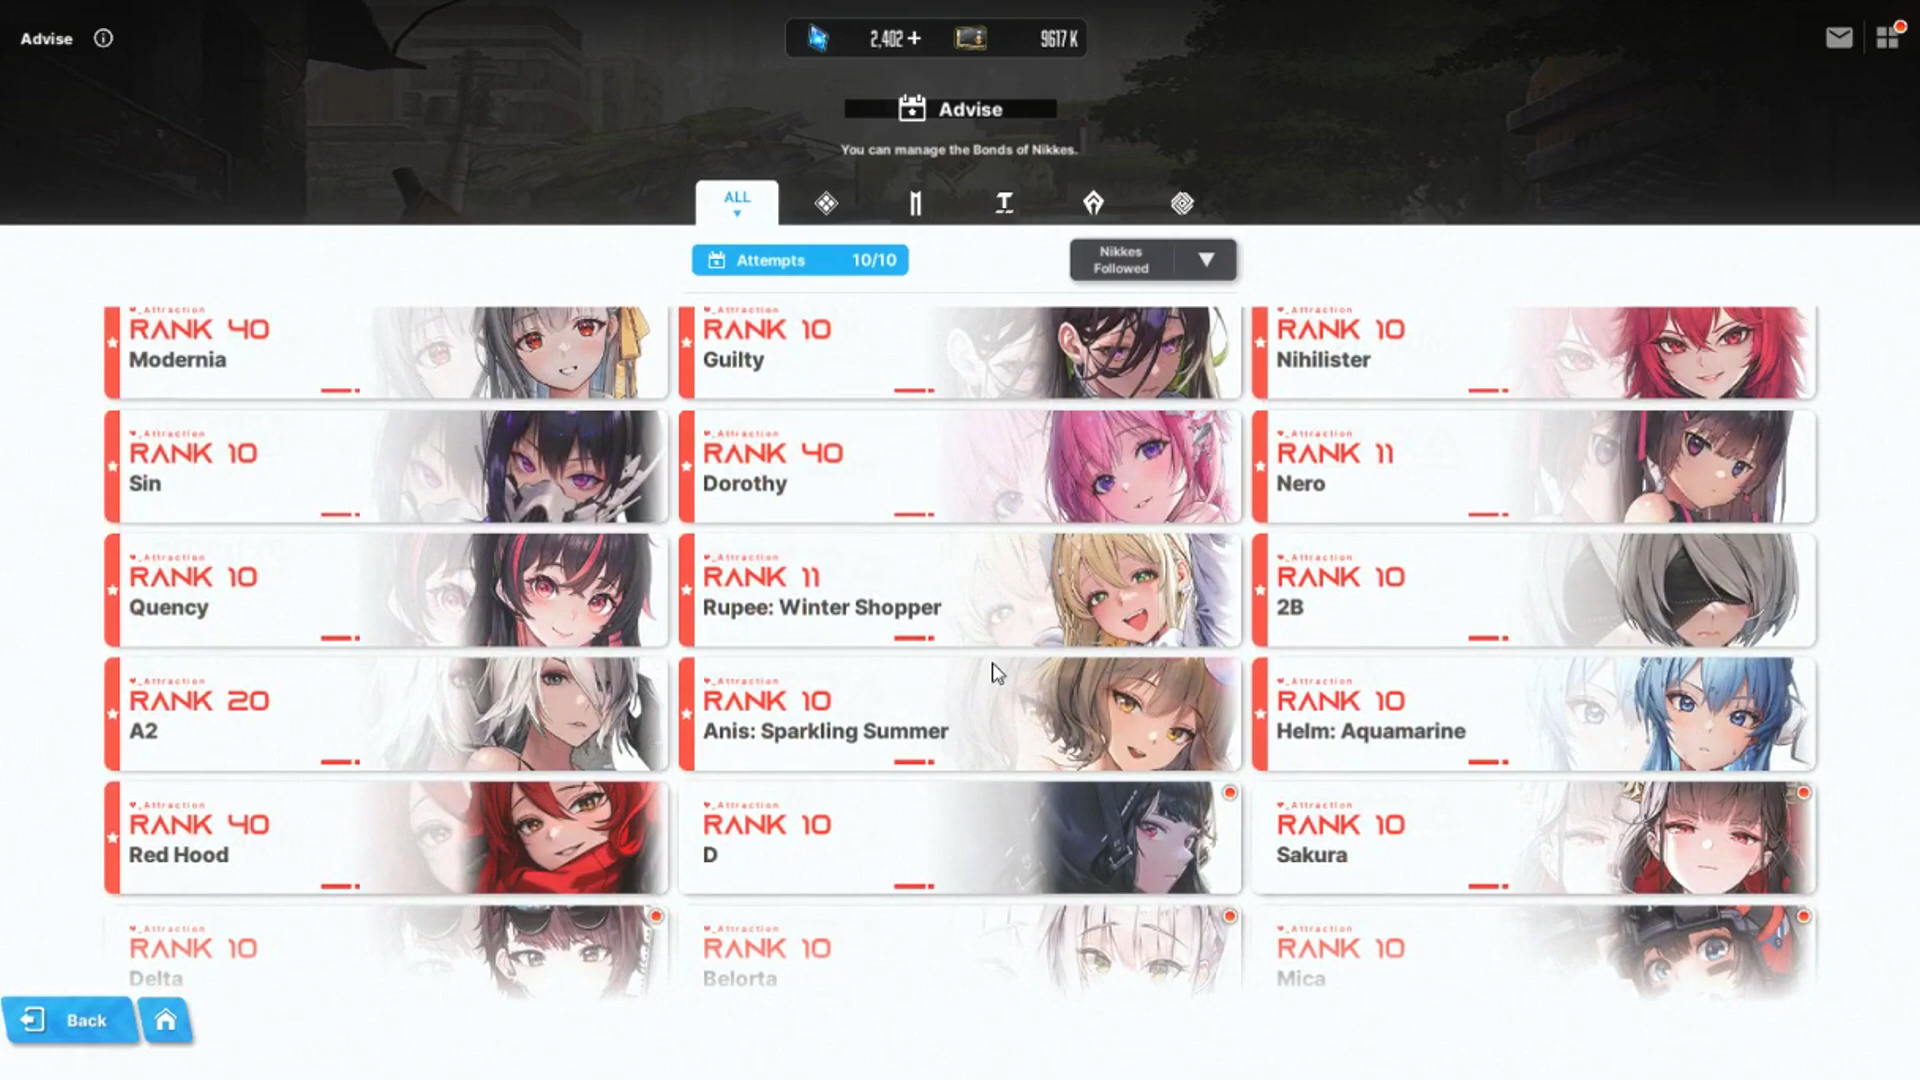 Advise
2,402 +
9617 K
Advise
You can manage the Bonds of Nikkes.
ALL
Attempts 10/10
Nikkes
Followed
Attraction
RANK 40
Modernia
Attraction
RANK 10
Guilty
Attraction
RANK 10
Nihilister
Attraction
RANK 10
Sin
Attraction
RANK 40
Dorothy
Attraction
RANK 11
Nero
Attraction
RANK 10
Quency
Attraction
RANK 11
Rupee: Winter Shopper
Attraction
RANK 10
2B
Attraction
RANK 20
A2
Attraction
RANK 10
Anis: Sparkling Summer
Attraction
RANK 10
Helm: Aquamarine
Attraction
RANK 40
Red Hood
Attraction
RANK 10
D
Attraction
RANK 10
Sakura
Attraction
RANK 10
Delta
Attraction
RANK 10
Belorta
Attraction
RANK 10
Mica
Back